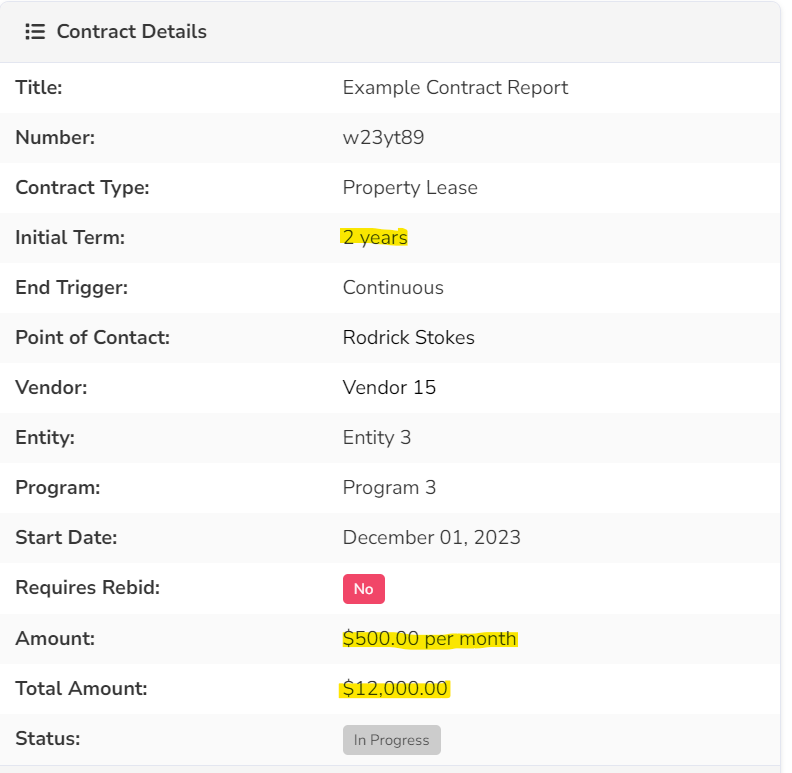 Contract Details
Title: Example Contract Report
Number: w23yt89
Contract Type: Property Lease
Initial Term: 2 years
End Trigger: Continuous
Point of Contact: Rodrick Stokes
Vendor: Vendor 15
Entity: Entity 3
Program: Program 3
Start Date: December 01, 2023
Requires Rebid: No
Amount: $500.00 per month
Total Amount: $12,000.00
Status: In Progress